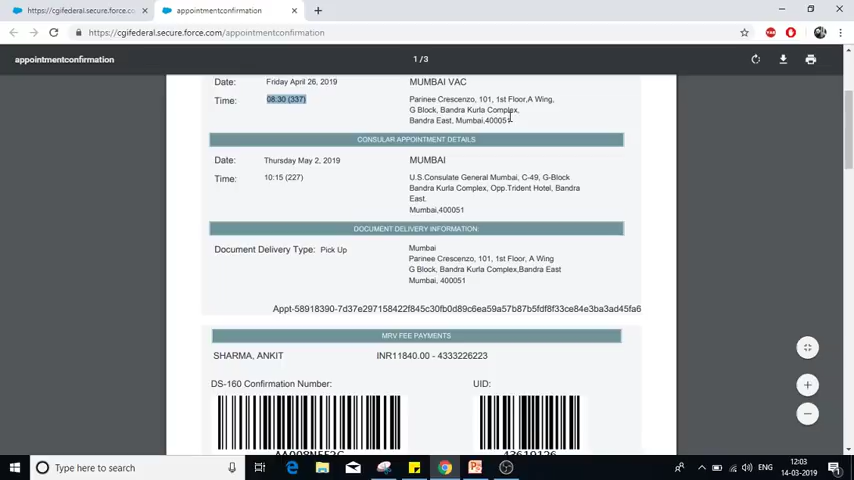 https://cgifederal.secure.force.com/
appointmentconfirmation
https://cgifederal.secure.force.com/appointmentconfirmation
appointmentconfirmation
1 / 3
Date: Friday April 26, 2019 MUMBAI VAC
Time: 08:30 (337) Parinee Crescenzo, 101, 1st Floor,A Wing,
G Block, Bandra Kurla Complex,
Bandra East, Mumbai,400051
CONSULAR APPOINTMENT DETAILS
Date: Thursday May 2, 2019 MUMBAI
Time: 10:15 (227) U.S.Consulate General Mumbai, C-49, G-Block
Bandra Kurla Complex, Opp.Trident Hotel, Bandra
East.
Mumbai,400051
DOCUMENT DELIVERY INFORMATION
Document Delivery Type: Pick Up Mumbai
Parinee Crescenzo, 101, 1st Floor, A Wing
G Block, Bandra Kurla Complex,Bandra East
Mumbai, 400051
Appt-58918390-7d37e297158422f845c30fb0d89c6ea59a57b87b5fdf8f33ce84e3ba3ad45fa6
MRV FEE PAYMENTS
SHARMA, ANKIT INR11840.00 - 4333226223
DS-160 Confirmation Number: UID:
Type here to search
ENG
12:03
14-03-2019